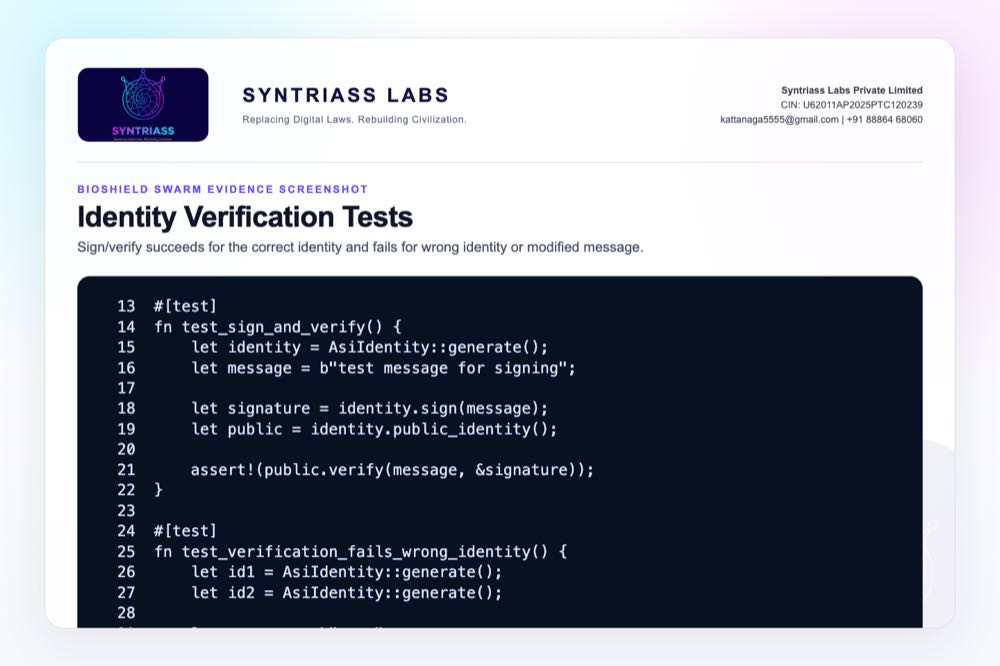 SYNTRIASS
SYNTRIASS LABS
Replacing Digital Laws. Rebuilding Civilization.
Syntriass Labs Private Limited
CIN: U62011AP2025PTC120239
kattanaga5555@gmail.com | +91 88864 68060
BIOSHIELD SWARM EVIDENCE SCREENSHOT
Identity Verification Tests
Sign/verify succeeds for the correct identity and fails for wrong identity or modified message.
13 #[test]
14 fn test_sign_and_verify() {
15 let identity = AsiIdentity::generate();
16 let message = b"test message for signing";
17
18 let signature = identity.sign(message);
19 let public = identity.public_identity();
20
21 assert!(public.verify(message, &signature));
22 }
23
24 #[test]
25 fn test_verification_fails_wrong_identity() {
26 let id1 = AsiIdentity::generate();
27 let id2 = AsiIdentity::generate();
28